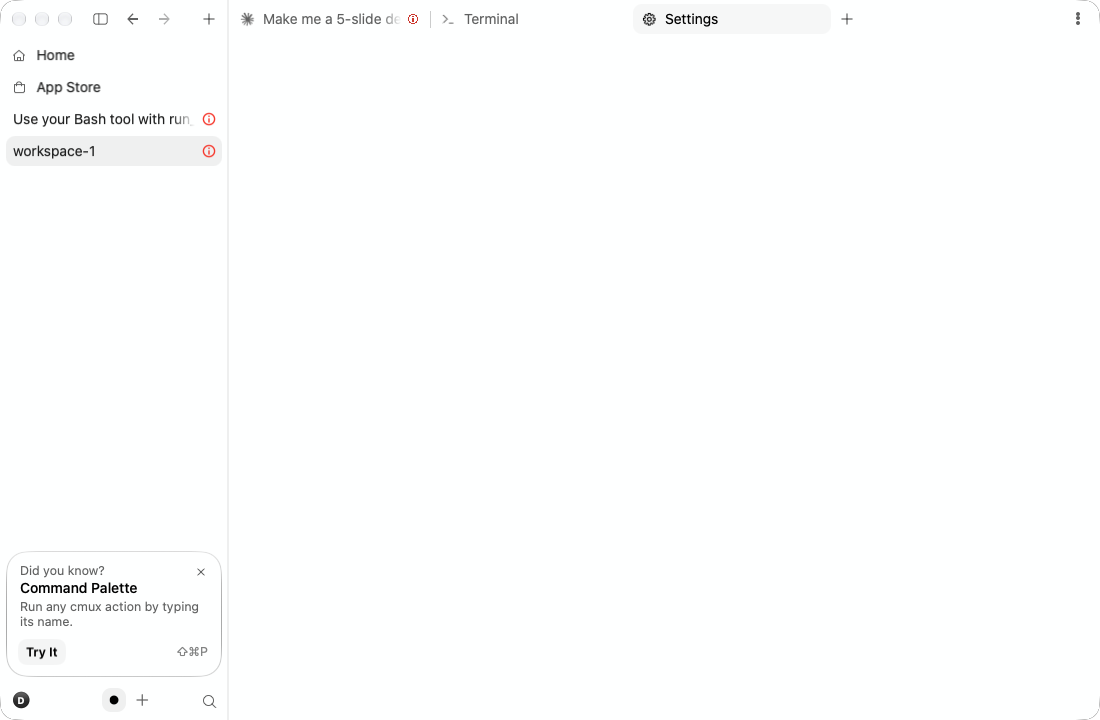 Make me a 5-slide de
Terminal
Settings
Home
App Store
Use your Bash tool with run_
workspace-1
Did you know?
Command Palette
Run any cmux action by typing
its name.
Try It
⇧⌘P
D